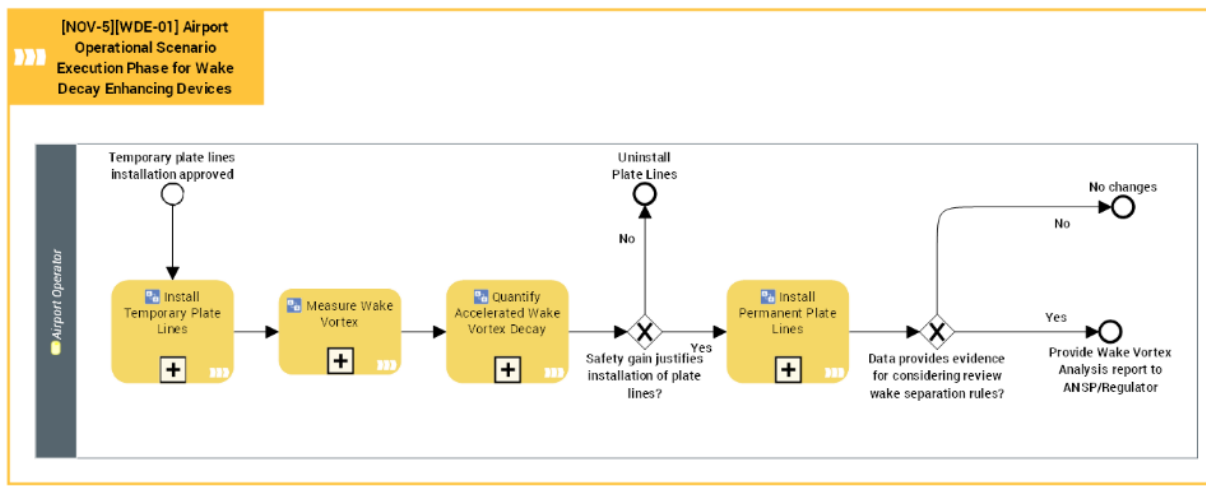 [NOV-5][WDE-01] Airport
Operational Scenario
Execution Phase for Wake
Decay Enhancing Devices
Airport Operator
Temporary plate lines
installation approved
Install
Temporary Plate
Lines
Measure Wake
Vortex
Quantify
Accelerated Wake
Vortex Decay
Uninstall
Plate Lines
No
Safety gain justifies
installation of plate
lines?
Yes
Install
Permanent Plate
Lines
Data provides evidence
for considering review
wake separation rules?
No changes
No
Yes
Provide Wake Vortex
Analysis report to
ANSP/Regulator